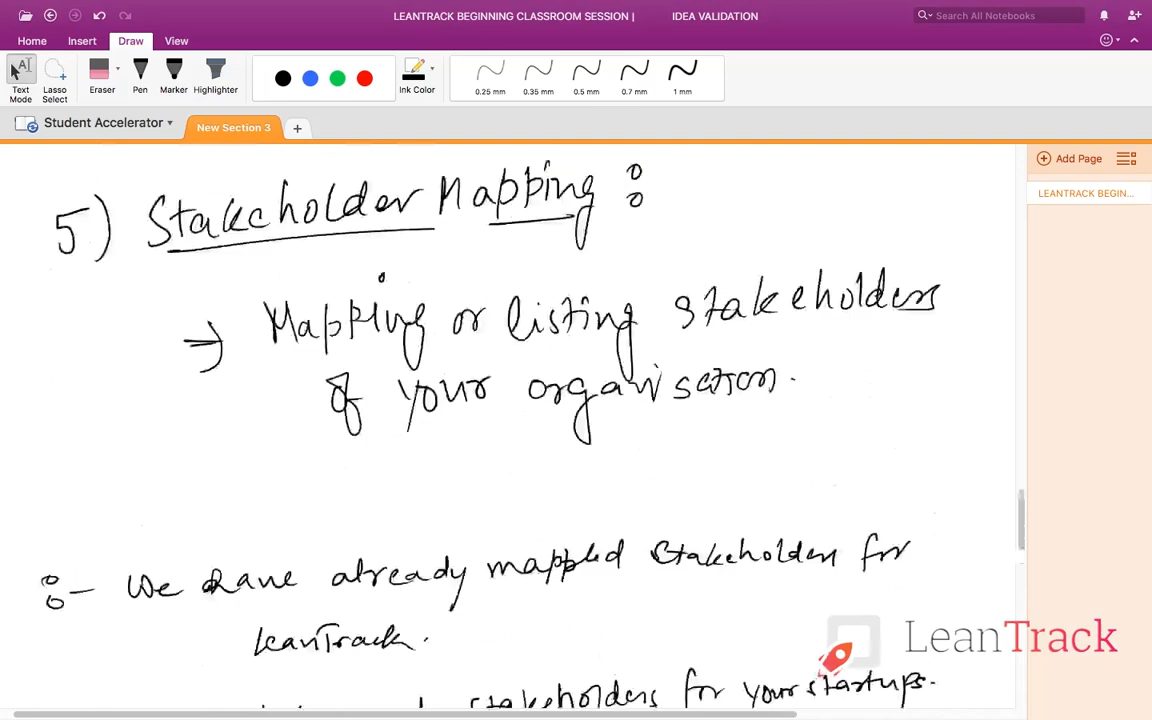 LEANTRACK BEGINNING CLASSROOM SESSION | IDEA VALIDATION
Search All Notebooks
Home Insert Draw View
Text Mode Lasso Select Eraser Pen Marker Highlighter Ink Color 0.25 mm 0.35 mm 0.5 mm 0.7 mm 1 mm
Student Accelerator New Section 3 +
Add Page
LEANTRACK BEGIN...
5) Stakeholder Mapping :
→ Mapping or listing stakeholders
of your organisation.
:- We have already mapped stakeholders for
LeanTrack.
LeanTrack
stakeholders for your startups.